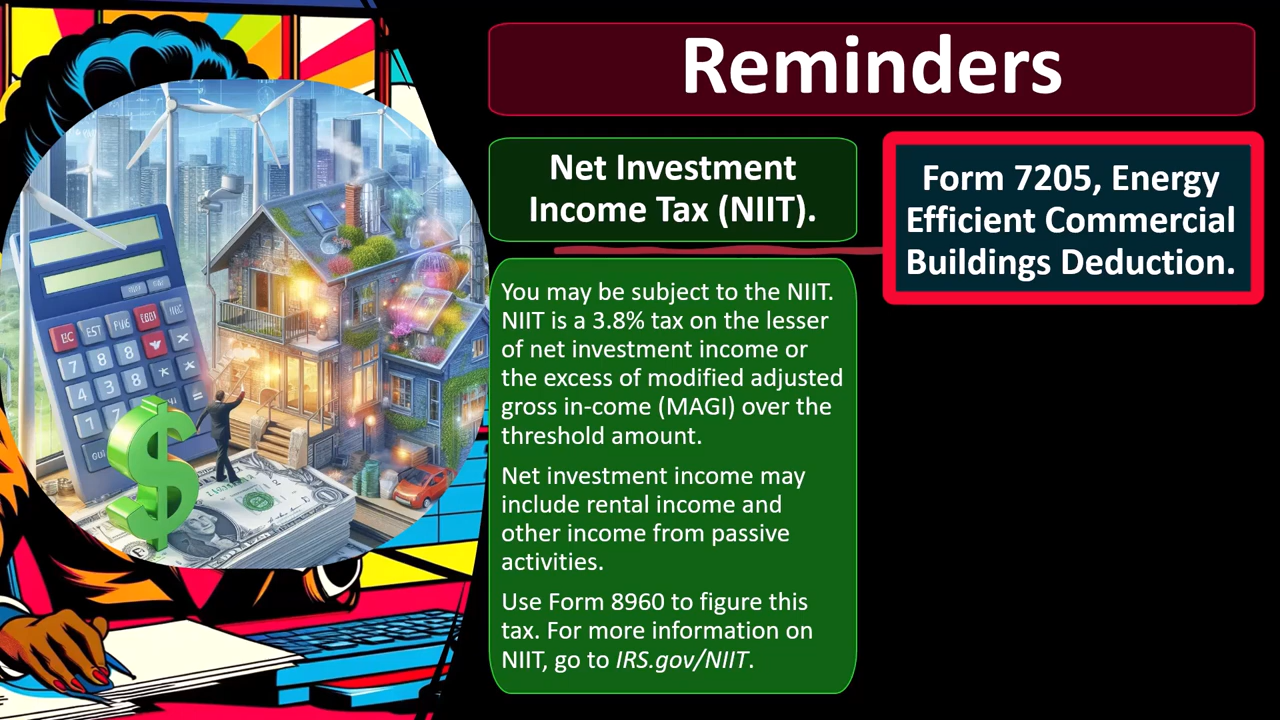 Reminders
Net Investment
Income Tax (NIIT).
You may be subject to the NIIT.
NIIT is a 3.8% tax on the lesser
of net investment income or
the excess of modified adjusted
gross in-come (MAGI) over the
threshold amount.
Net investment income may
include rental income and
other income from passive
activities.
Use Form 8960 to figure this
tax. For more information on
NIIT, go to IRS.gov/NIIT.
Form 7205, Energy
Efficient Commercial
Buildings Deduction.